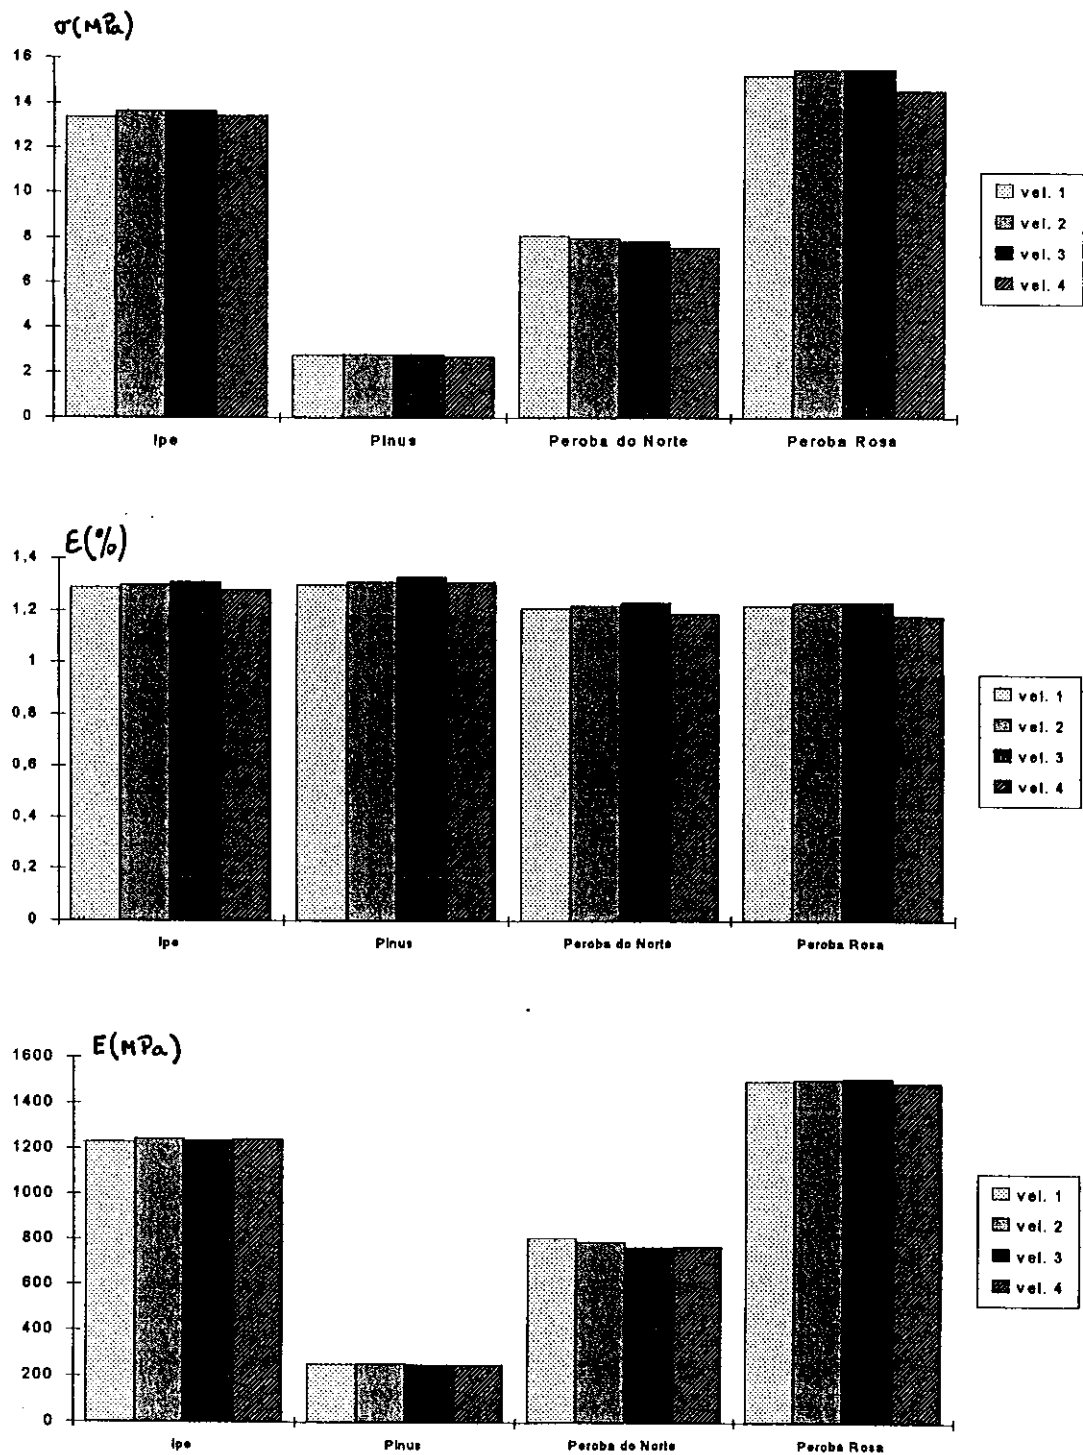 σ(MPa)
16
14
12
10
8
6
4
2
0
Ipe
Pinus
Peroba do Norte
Peroba Rosa
vel. 1
vel. 2
vel. 3
vel. 4
E(%)
1,4
1,2
1
0,8
0,6
0,4
0,2
0
Ipe
Pinus
Peroba do Norte
Peroba Rosa
vel. 1
vel. 2
vel. 3
vel. 4
E(MPa)
1600
1400
1200
1000
800
600
400
200
0
Ipe
Pinus
Peroba do Norte
Peroba Rosa
vel. 1
vel. 2
vel. 3
vel. 4